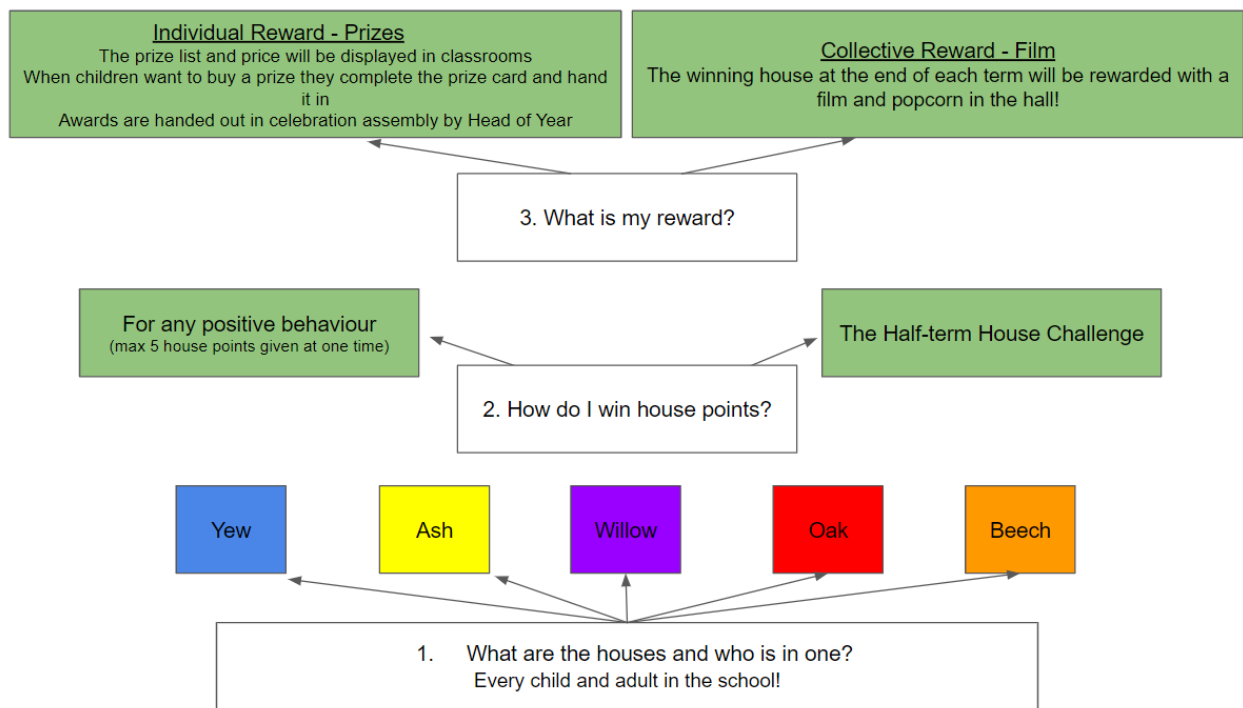 Individual Reward - Prizes
The prize list and price will be displayed in classrooms
When children want to buy a prize they complete the prize card and hand
it in
Awards are handed out in celebration assembly by Head of Year
Collective Reward - Film
The winning house at the end of each term will be rewarded with a
film and popcorn in the hall!
3. What is my reward?
For any positive behaviour
(max 5 house points given at one time)
The Half-term House Challenge
2. How do I win house points?
Yew
Ash
Willow
Oak
Beech
1. What are the houses and who is in one?
Every child and adult in the school!